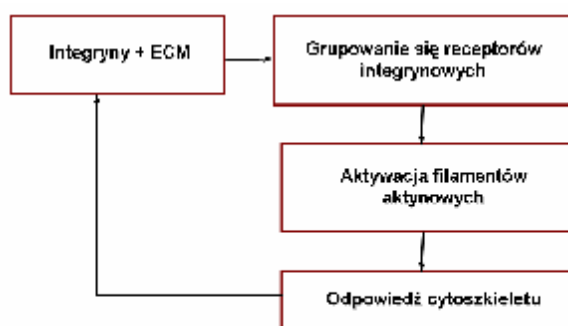 Integryny + ECM
Grupowanie się receptorów
integrynowych
Aktywacja filamentów
aktynowych
Odpowiedź cytoszkieletu